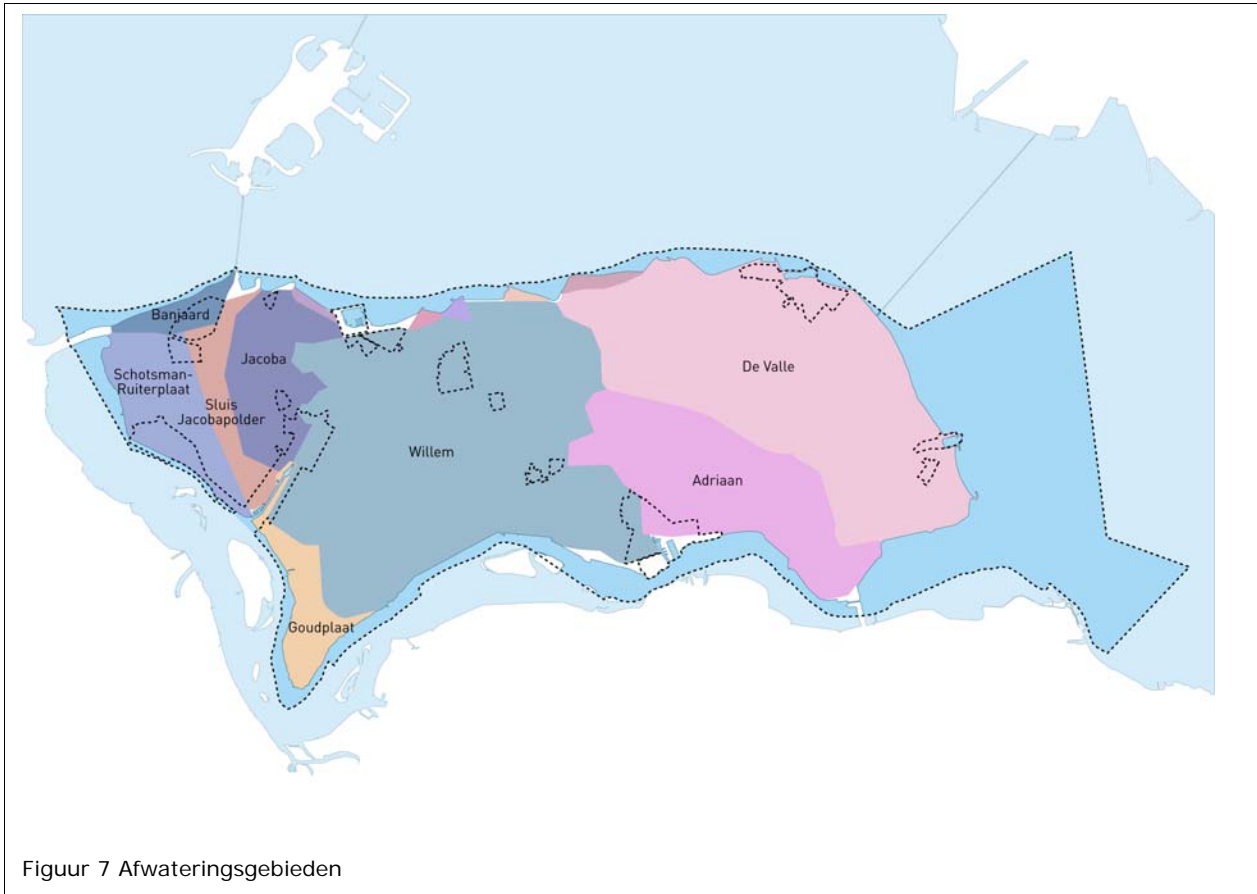 Banjaard
Jacoba
Schotsman-
Ruiterplaat
Sluis
Jacobapolder
De Valle
Willem
Adriaan
Goudplaat
Figuur 7 Afwateringsgebieden